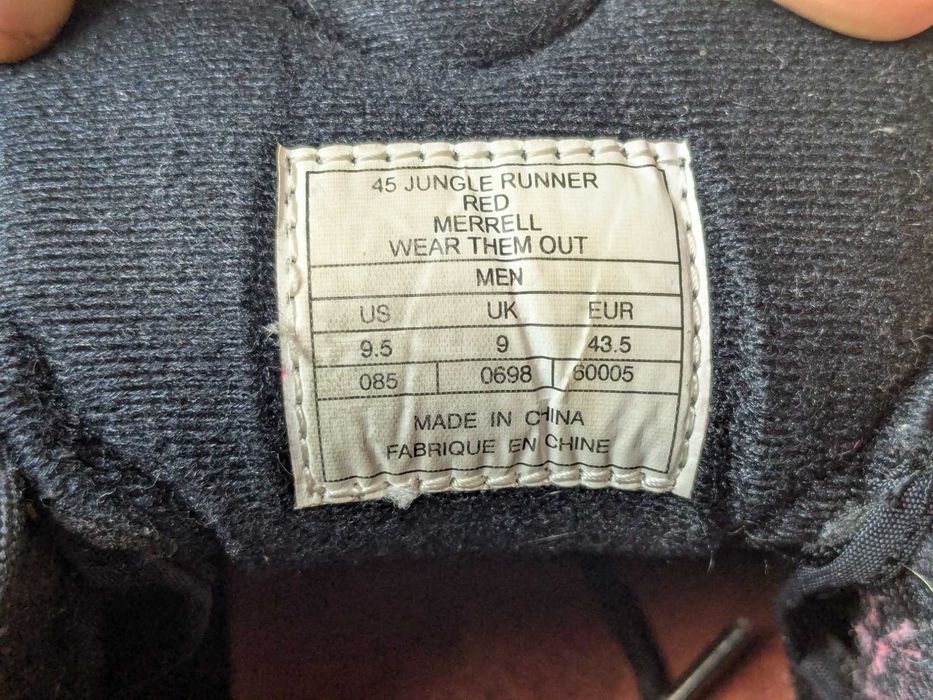 45 JUNGLE RUNNER
RED
MERRELL
WEAR THEM OUT
MEN
US UK EUR
9.5 9 43.5
085 0698 60005
MADE IN CHINA
FABRIQUE EN CHINE